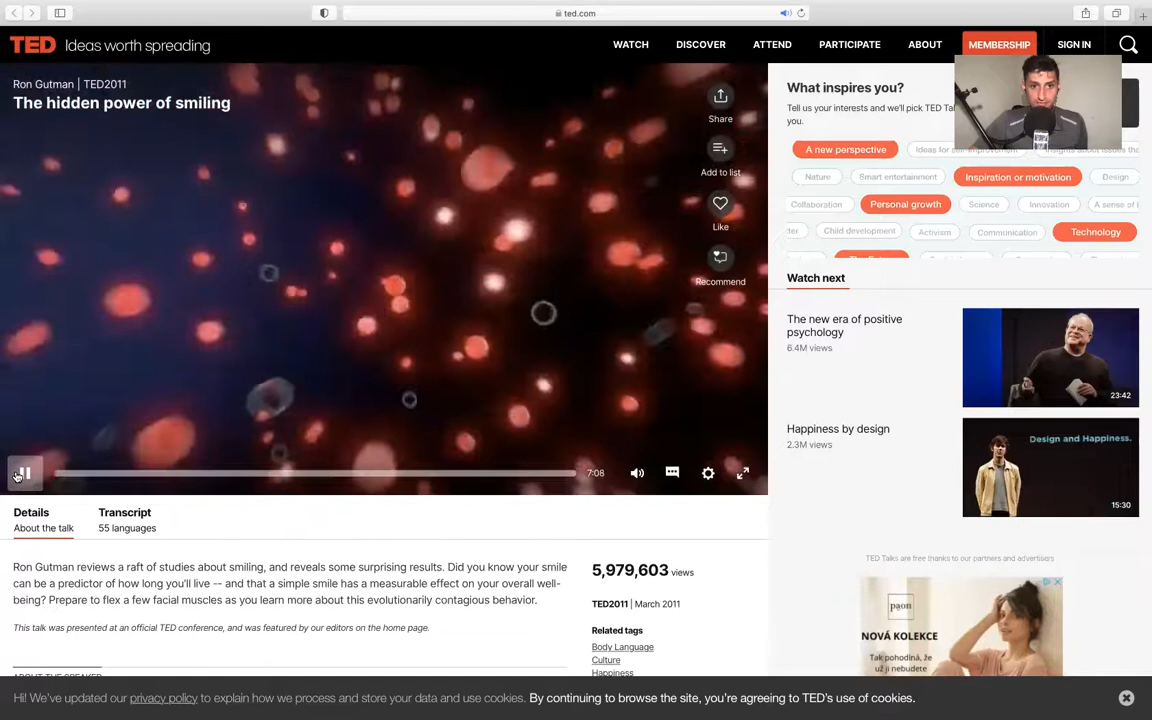 ted.com
TED Ideas worth spreading
WATCH DISCOVER ATTEND PARTICIPATE ABOUT MEMBERSHIP SIGN IN
Ron Gutman | TED2011
The hidden power of smiling
Share
Add to list
Like
Recommend
7:08
Details
About the talk
Transcript
55 languages
Ron Gutman reviews a raft of studies about smiling, and reveals some surprising results. Did you know your smile
can be a predictor of how long you'll live -- and that a simple smile has a measurable effect on your overall well-
being? Prepare to flex a few facial muscles as you learn more about this evolutionarily contagious behavior.
This talk was presented at an official TED conference, and was featured by our editors on the home page.
ABOUT THE SPEAKER
5,979,603 views
TED2011 | March 2011
Related tags
Body Language
Culture
Happiness
What inspires you?
Tell us your interests and we'll pick TED
you.
A new perspective Ideas for
Nature Smart entertainment Inspiration or motivation Design
Collaboration Personal growth Science Innovation A sense of
Child development Activism Communication Technology
The Future
Watch next
The new era of positive
psychology
6.4M views
23:42
Happiness by design
2.3M views
Design and Happiness.
15:30
TED Talks are free thanks to our partners and advertisers
paon
NOVÁ KOLEKCE
Tak pohodlná, že
už ji nebudete
Hi! We've updated our privacy policy to explain how we process and store your data and use cookies. By continuing to browse the site, you're agreeing to TED's use of cookies.